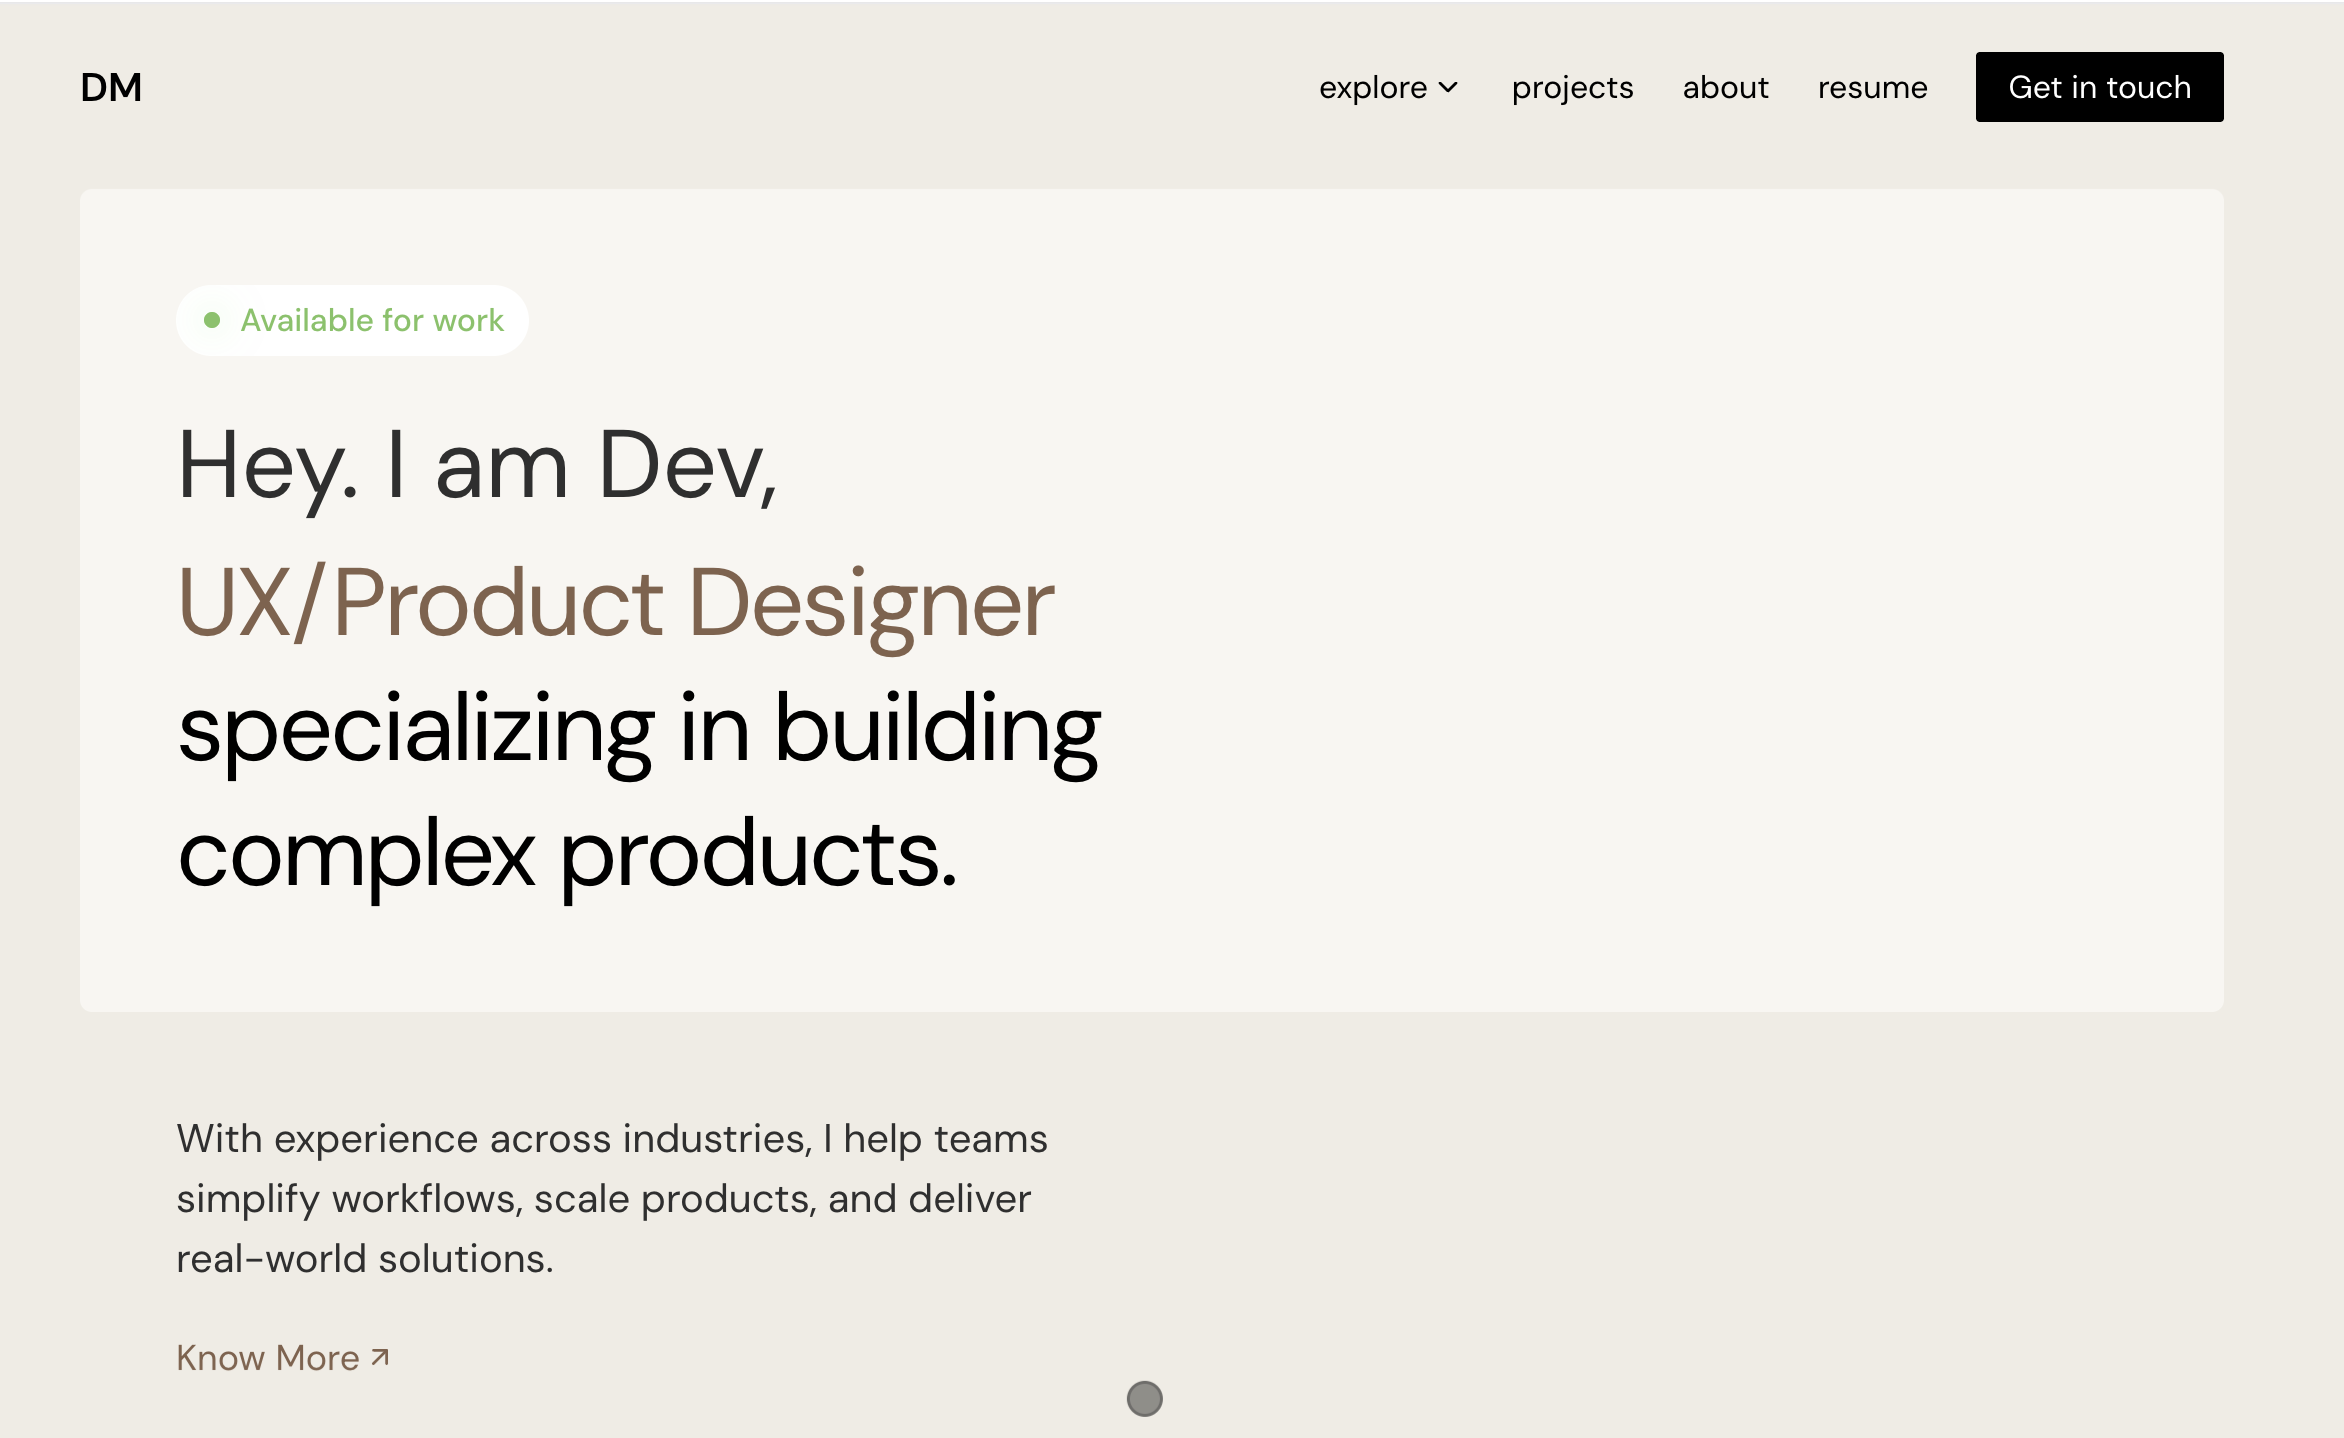 DM
explore
projects
about
resume
Get in touch
Available for work
Hey. I am Dev,
UX/Product Designer
specializing in building
complex products.
With experience across industries, I help teams
simplify workflows, scale products, and deliver
real-world solutions.
Know More